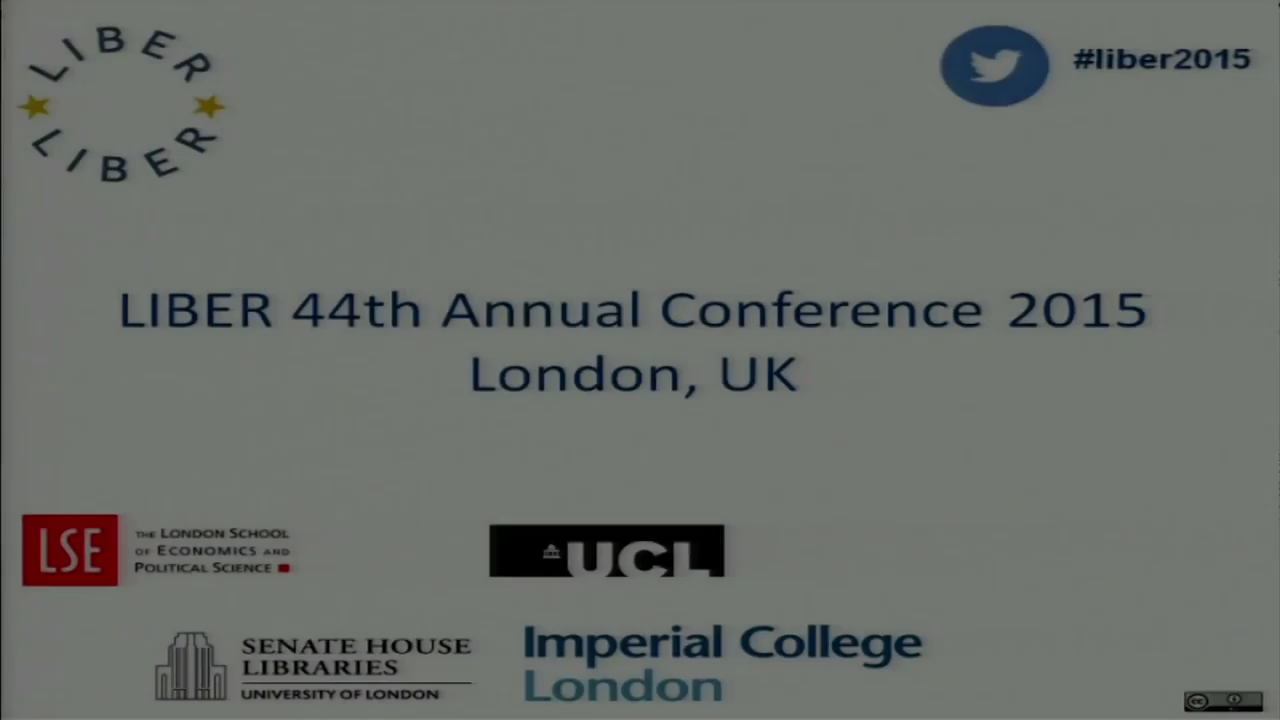 LIBER
LIBER
#liber2015
LIBER 44th Annual Conference 2015
London, UK
LSE
THE LONDON SCHOOL
OF ECONOMICS AND
POLITICAL SCIENCE
UCL
SENATE HOUSE
LIBRARIES
UNIVERSITY OF LONDON
Imperial College
London
cc